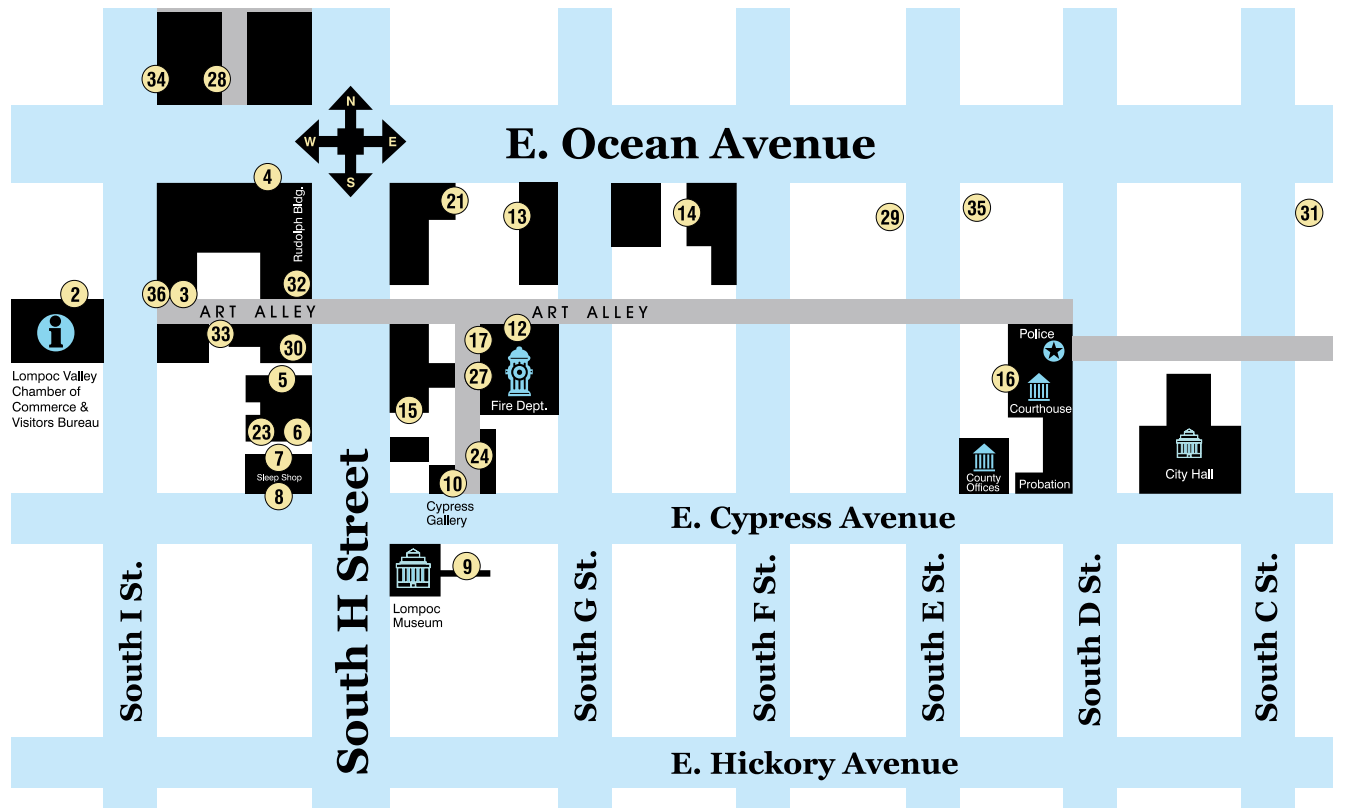 34
28
N
W
E
S
E. Ocean Avenue
4
Rudolph Bldg.
21
13
14
29
35
31
2
36
3
32
ART ALLEY
ART ALLEY
33
30
12
17
27
Fire Dept.
Police
16
Courthouse
i
Lompoc Valley
Chamber of
Commerce &
Visitors Bureau
5
15
23
6
7
Sleep Shop
8
24
10
Cypress
Gallery
County
Offices
Probation
City Hall
E. Cypress Avenue
9
Lompoc
Museum
South I St.
South H Street
South G St.
South F St.
South E St.
South D St.
South C St.
E. Hickory Avenue